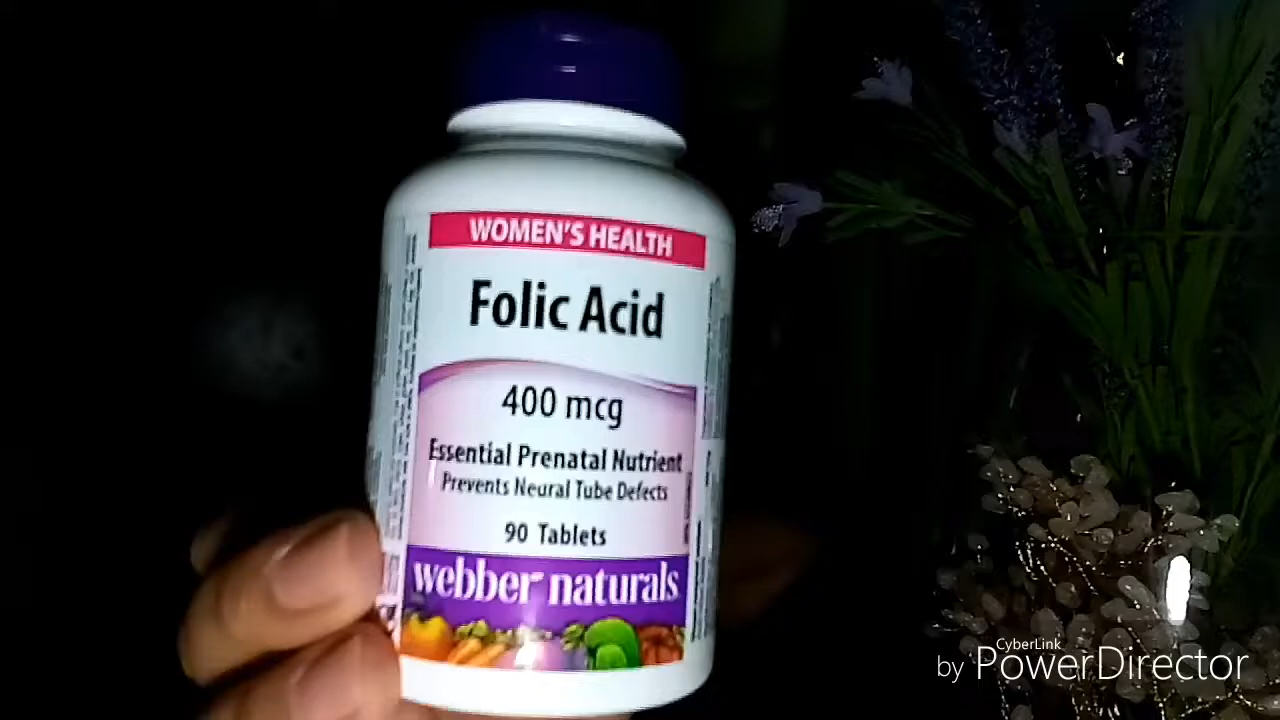 WOMEN'S HEALTH
Folic Acid
400 mcg
Essential Prenatal Nutrient
Prevents Neural Tube Defects
90 Tablets
webber naturals
CyberLink
by PowerDirector